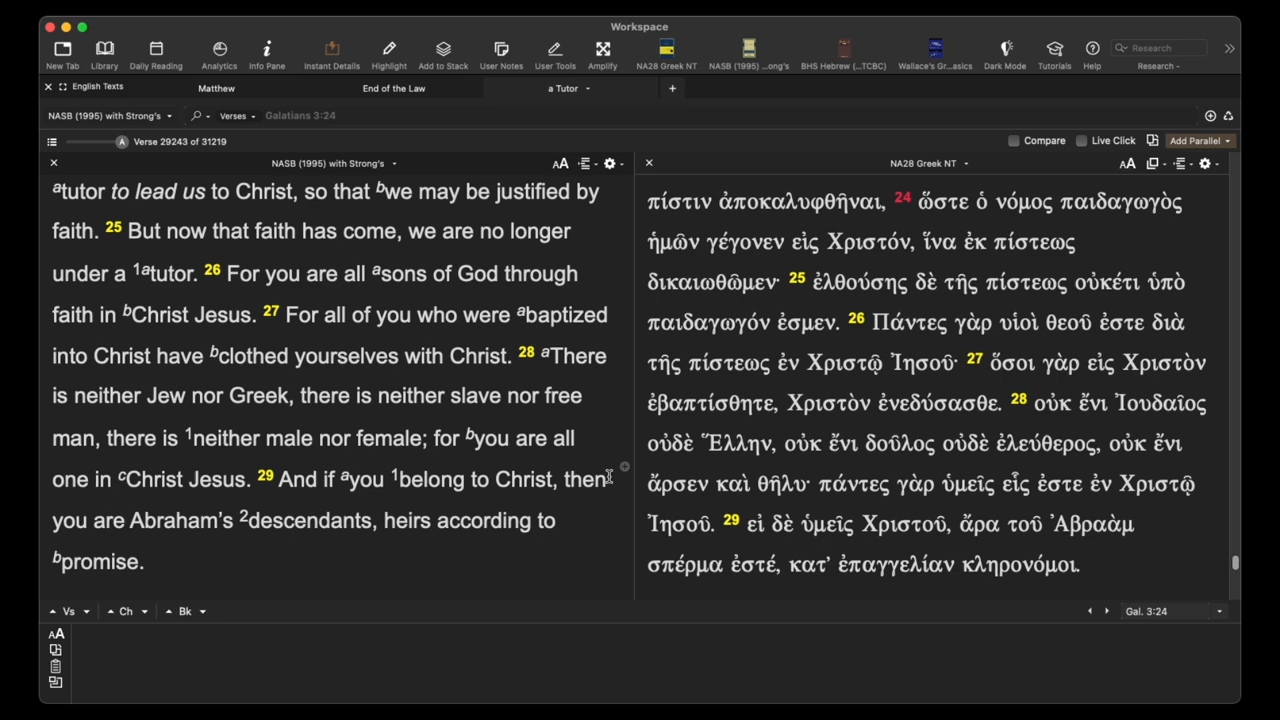 Workspace
New Tab Library Daily Reading Analytics Info Pane Instant Details Highlight Add to Stack User Notes User Tools Amplify NA28 Greek NT NASB (1995) ...ong's BHS Hebrew (...TCBC) Wallace's Gr...asics Dark Mode Tutorials Help Research Research
English Texts Matthew End of the Law a Tutor
NASB (1995) with Strong's Verses Galatians 3:24
A Verse 29243 of 31219 Compare Live Click Add Parallel
NASB (1995) with Strong's AA
ᵃtutor to lead us to Christ, so that ᵇwe may be justified by
faith. 25 But now that faith has come, we are no longer
under a ¹ᵃtutor. 26 For you are all ᵃsons of God through
faith in ᵇChrist Jesus. 27 For all of you who were ᵃbaptized
into Christ have ᵇclothed yourselves with Christ. 28 ᵃThere
is neither Jew nor Greek, there is neither slave nor free
man, there is ¹neither male nor female; for ᵇyou are all
one in ᶜChrist Jesus. 29 And if ᵃyou ¹belong to Christ, then
you are Abraham's ²descendants, heirs according to
ᵇpromise.
NA28 Greek NT AA
πίστιν ἀποκαλυφθῆναι, 24 ὥστε ὁ νόμος παιδαγωγὸς
ἡμῶν γέγονεν εἰς Χριστόν, ἵνα ἐκ πίστεως
δικαιωθῶμεν· 25 ἐλθούσης δὲ τῆς πίστεως οὐκέτι ὑπὸ
παιδαγωγόν ἐσμεν. 26 Πάντες γὰρ υἱοὶ θεοῦ ἐστε διὰ
τῆς πίστεως ἐν Χριστῷ Ἰησοῦ· 27 ὅσοι γὰρ εἰς Χριστὸν
ἐβαπτίσθητε, Χριστὸν ἐνεδύσασθε. 28 οὐκ ἔνι Ἰουδαῖος
οὐδὲ Ἕλλην, οὐκ ἔνι δοῦλος οὐδὲ ἐλεύθερος, οὐκ ἔνι
ἄρσεν καὶ θῆλυ· πάντες γὰρ ὑμεῖς εἷς ἐστε ἐν Χριστῷ
Ἰησοῦ. 29 εἰ δὲ ὑμεῖς Χριστοῦ, ἄρα τοῦ Ἀβραὰμ
σπέρμα ἐστέ, κατ' ἐπαγγελίαν κληρονόμοι.
Vs Ch Bk Gal. 3:24
AA